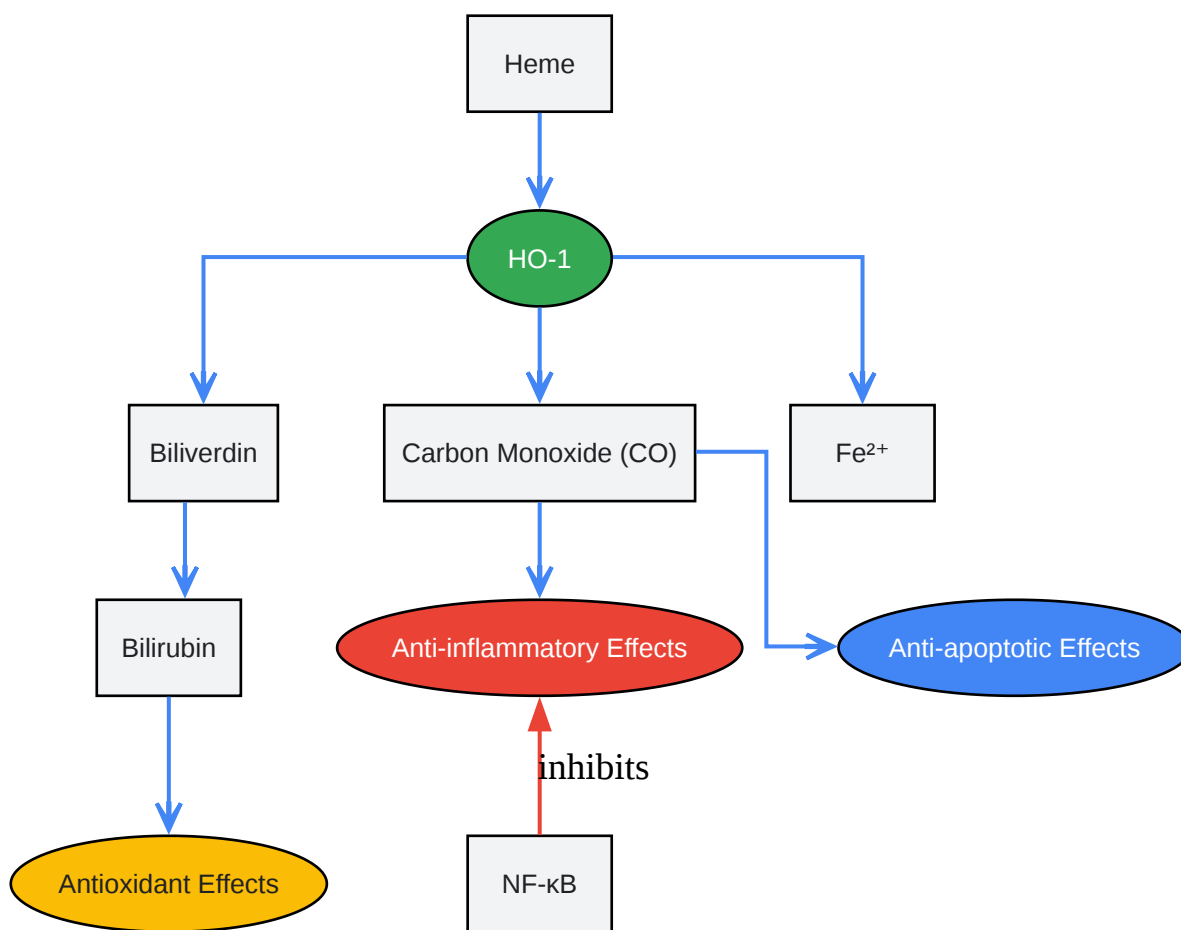 Heme
HO-1
Biliverdin
Carbon Monoxide (CO)
Fe²⁺
Bilirubin
Anti-inflammatory Effects
Anti-apoptotic Effects
inhibits
Antioxidant Effects
NF-κB